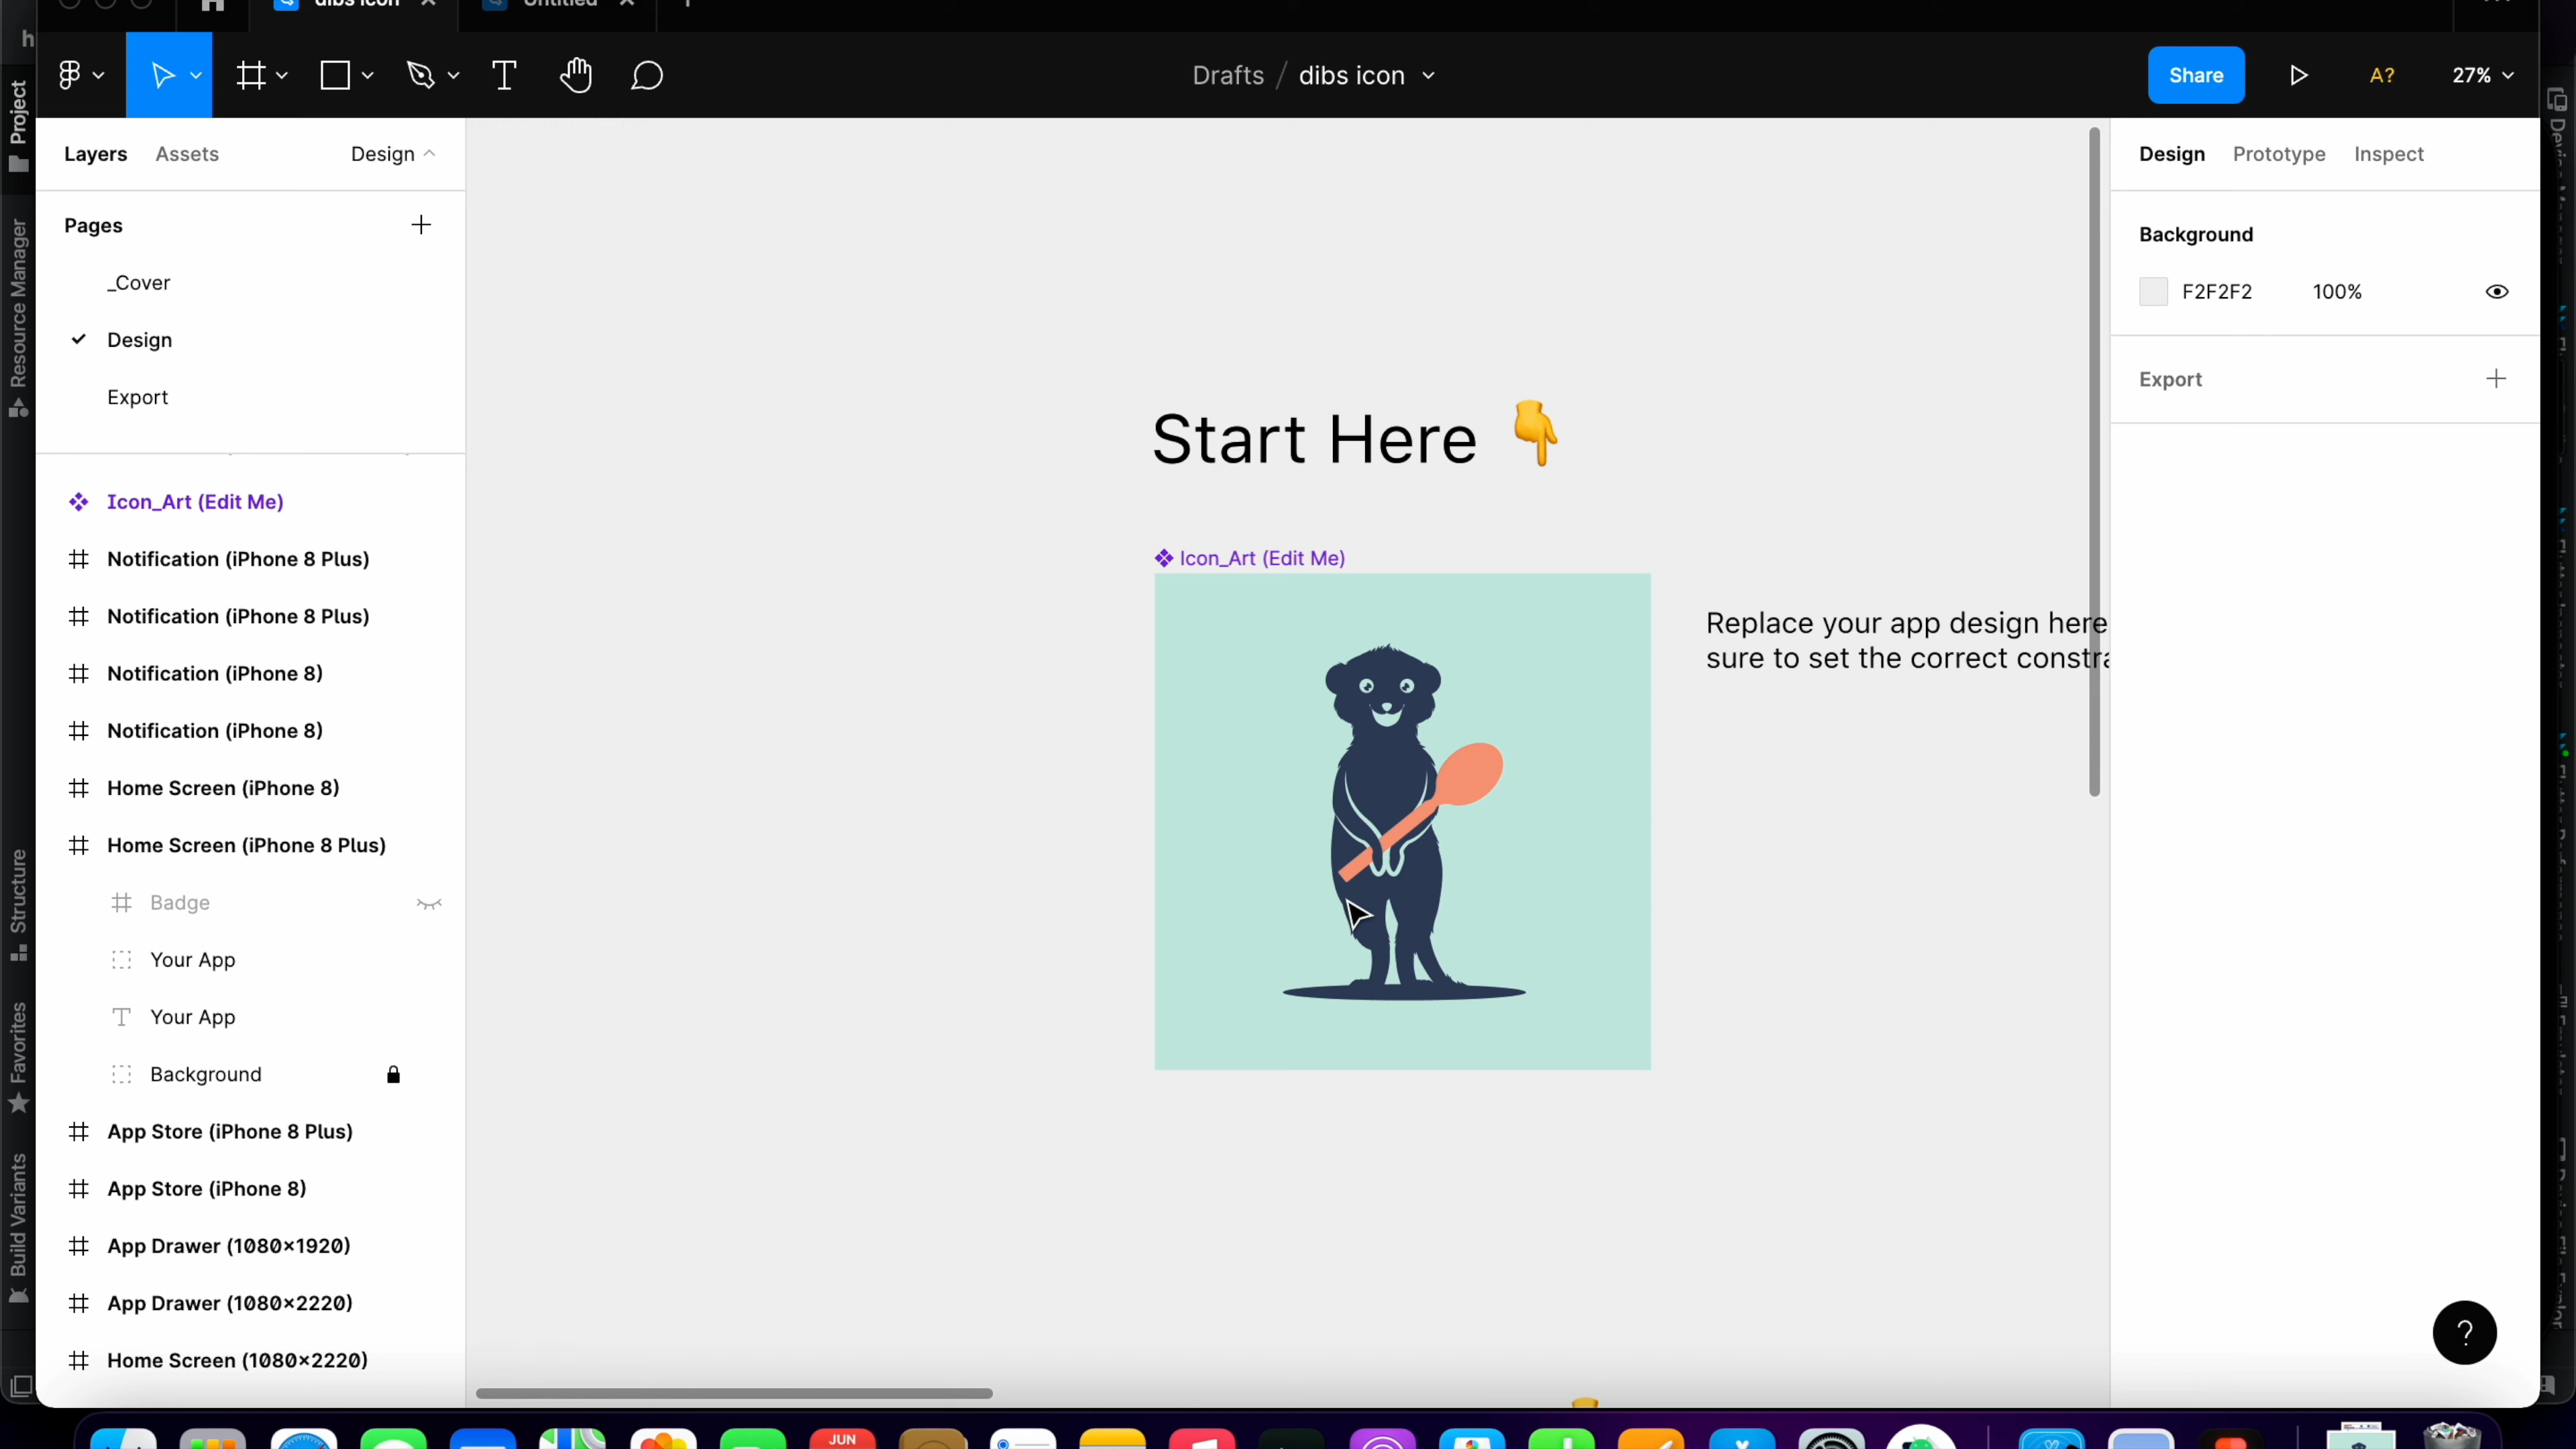 dibs icon
Untitled
Drafts / dibs icon
Share
A?
27%
Project
Resource Manager
Structure
Favorites
Build Variants
Layers
Assets
Design
Pages
_Cover
Design
Export
Icon_Art (Edit Me)
Notification (iPhone 8 Plus)
Notification (iPhone 8 Plus)
Notification (iPhone 8)
Notification (iPhone 8)
Home Screen (iPhone 8)
Home Screen (iPhone 8 Plus)
Badge
Your App
Your App
Background
App Store (iPhone 8 Plus)
App Store (iPhone 8)
App Drawer (1080×1920)
App Drawer (1080×2220)
Home Screen (1080×2220)
Start Here
Icon_Art (Edit Me)
Replace your app design here
sure to set the correct
Design
Prototype
Inspect
Background
F2F2F2
100%
Export
?
JUN